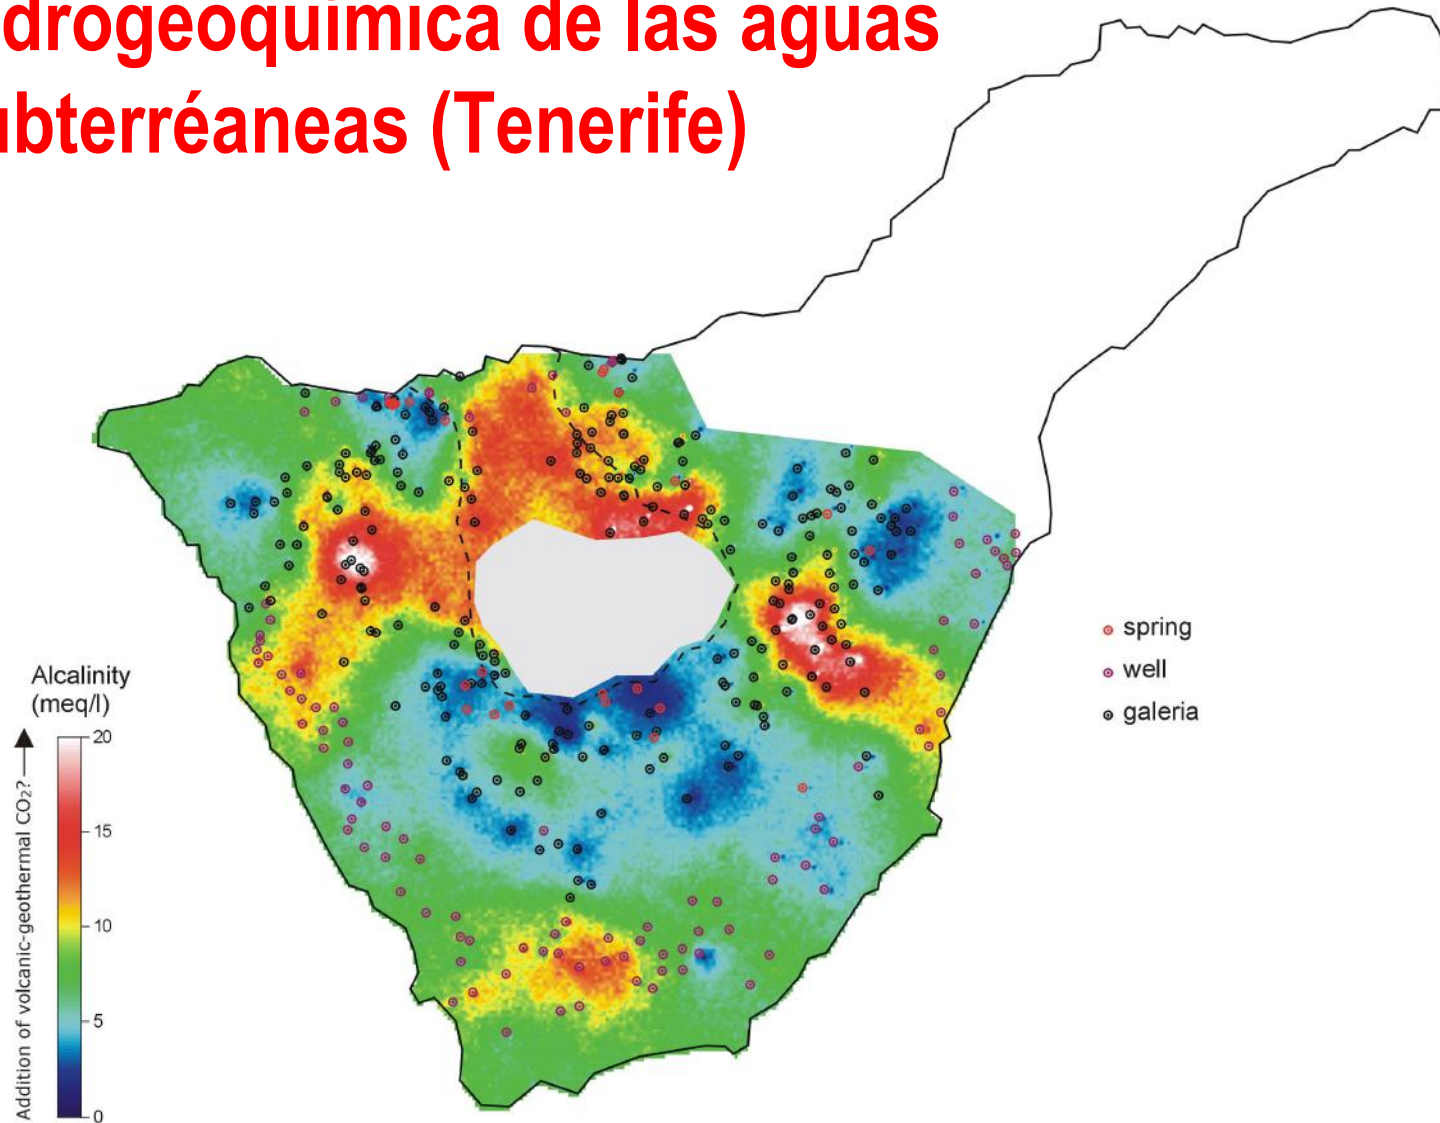 drogeoquímica de las aguas
ubterréaneas (Tenerife)
spring
well
galeria
Alcalinity
(meq/l)
20
15
10
5
0
Addition of volcanic-geothermal CO₂?